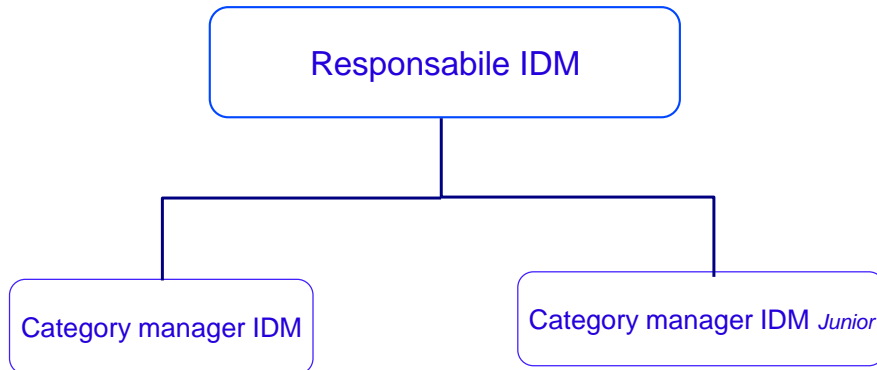 Responsabile IDM
Category manager IDM
Category manager IDM Junior